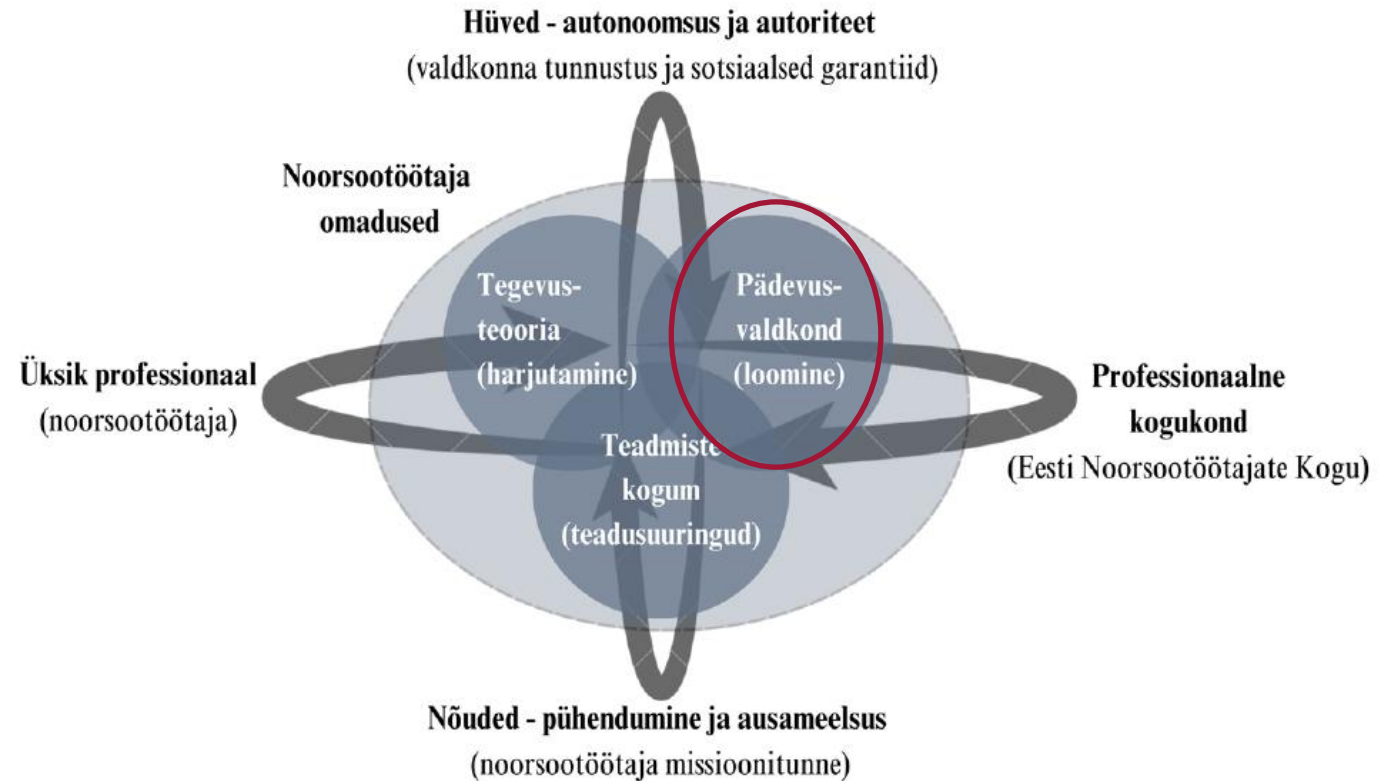 Hüved - autonoomsus ja autoriteet
(valdkonna tunnustus ja sotsiaalsed garantiid)
Noorsootöötaja
omadused
Tegevus-
teooria
(harjutamine)
Pädevus-
valdkond
(loomine)
Üksik professionaal
(noorsootöötaja)
Professionaalne
kogukond
(Eesti Noorsootöötajate Kogu)
Teadmiste
kogum
(teadusuuringud)
Nõuded - pühendumine ja ausameelsus
(noorsootöötaja missioonitunne)